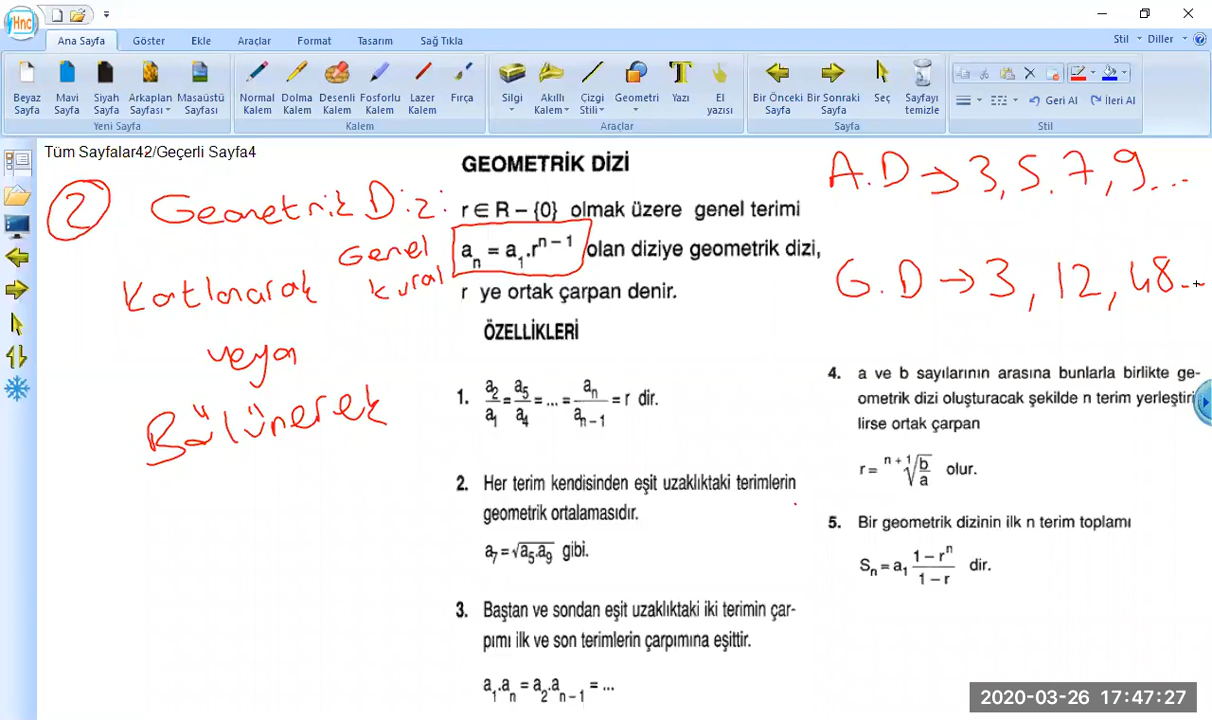 Hnc
Ana Sayfa Göster Ekle Araçlar Format Tasarım Sağ Tıkla Stil Diller
Beyaz Sayfa Mavi Sayfa Siyah Sayfa Arkaplan Sayfası Masaüstü Sayfası
Normal Kalem Dolma Kalem Desenli Kalem Fosforlu Kalem Lazer Kalem Fırça
Silgi Akıllı Kalem Çizgi Stili Geometri Yazı El yazısı
Bir Önceki Sayfa Bir Sonraki Sayfa Seç Sayfayı temizle
Geri Al İleri Al
Yeni Sayfa Kalem Araçlar Sayfa Stil
Tüm Sayfalar42/Geçerli Sayfa4
2 Geometrik Dizi:
Katlanarak
veya
Bölünerek
GEOMETRİK DİZİ
r ∈ R – {0} olmak üzere genel terimi
Genel kural
aₙ = a₁.rⁿ⁻¹ olan diziye geometrik dizi,
r ye ortak çarpan denir.
ÖZELLİKLERİ
1. a₂/a₁ = a₅/a₄ = ... = aₙ/aₙ₋₁ = r dir.
2. Her terim kendisinden eşit uzaklıktaki terimlerin
geometrik ortalamasıdır.
a₇ = √a₅.a₉ gibi.
3. Baştan ve sondan eşit uzaklıktaki iki terimin çar-
pımı ilk ve son terimlerin çarpımına eşittir.
a₁.aₙ = a₂.aₙ₋₁ = ...
A.D → 3, 5, 7, 9...
G.D → 3, 12, 48...
4. a ve b sayılarının arasına bunlarla birlikte ge-
ometrik dizi oluşturacak şekilde n terim yerleşti
lirse ortak çarpan
r = ⁿ⁺¹√b/a olur.
5. Bir geometrik dizinin ilk n terim toplamı
Sₙ = a₁ 1 – rⁿ / 1 – r dir.
2020-03-26 17:47:27